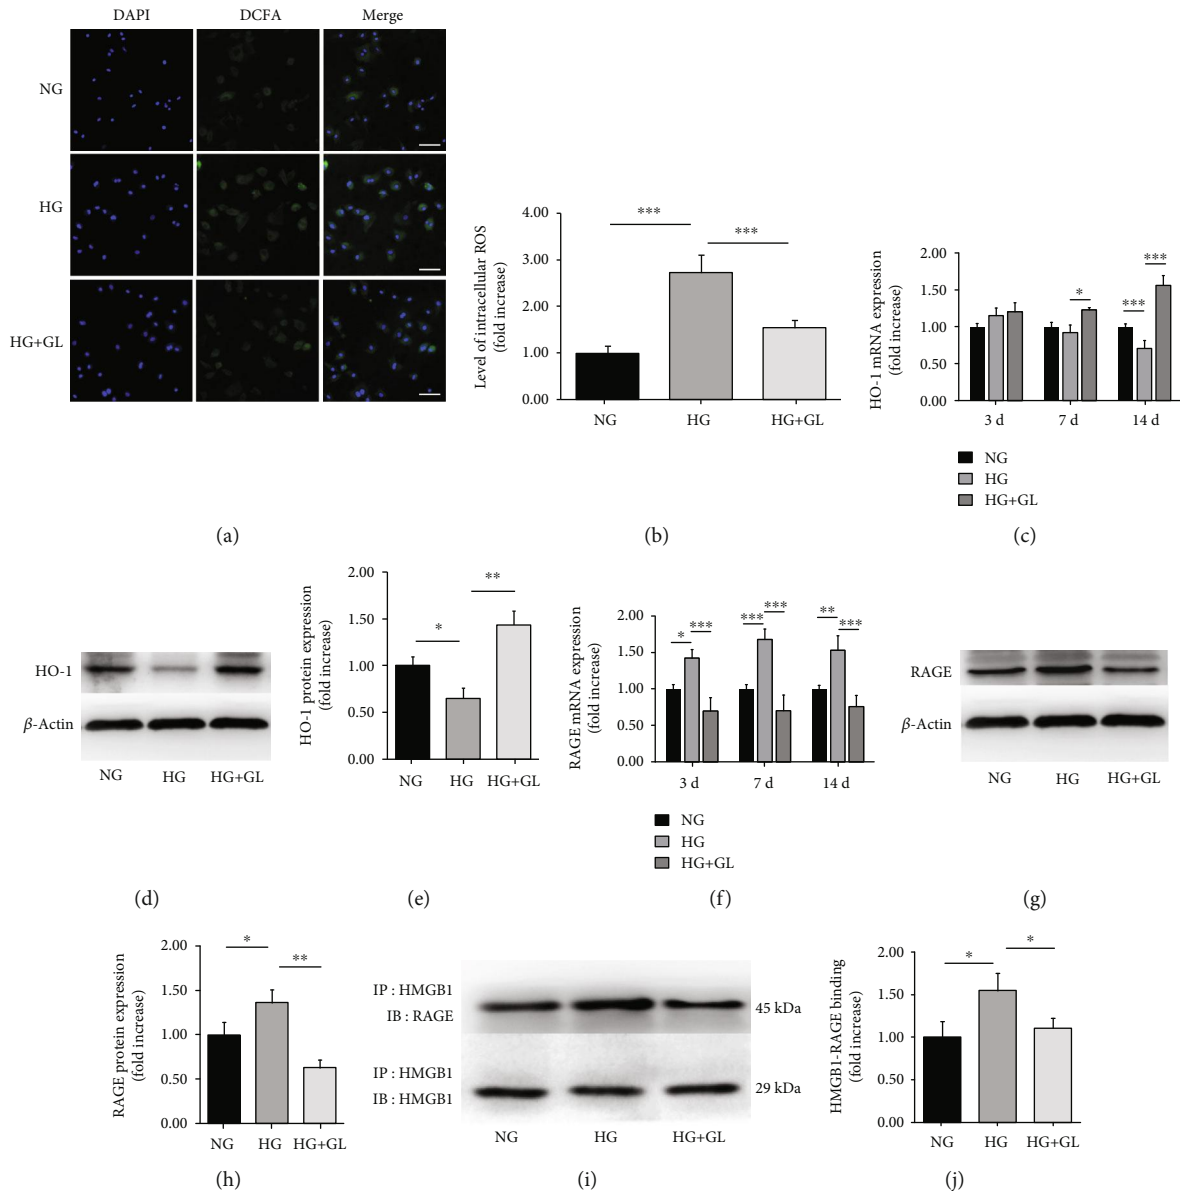 DAPI DCFA Merge
NG
HG
HG+GL
(a)
Level of intracellular ROS
(fold increase)
4.00
3.00
2.00
1.00
0.00
***
***
NG HG HG+GL
(b)
HO-1 mRNA expression
(fold increase)
2.00
1.50
1.00
0.50
0.00
*
***
***
3 d 7 d 14 d
NG
HG
HG+GL
(c)
HO-1
β-Actin
NG HG HG+GL
(d)
HO-1 protein expression
(fold increase)
2.00
1.50
1.00
0.50
0.00
*
**
NG HG HG+GL
(e)
RAGE mRNA expression
(fold increase)
2.00
1.50
1.00
0.50
0.00
* ***
*** ***
** ***
3 d 7 d 14 d
NG
HG
HG+GL
(f)
RAGE
β-Actin
NG HG HG+GL
(g)
RAGE protein expression
(fold increase)
2.00
1.50
1.00
0.50
0.00
*
**
NG HG HG+GL
(h)
IP : HMGB1
IB : RAGE
45 kDa
IP : HMGB1
IB : HMGB1
29 kDa
NG HG HG+GL
(i)
HMGB1-RAGE binding
(fold increase)
2.00
1.50
1.00
0.50
0.00
*
*
NG HG HG+GL
(j)